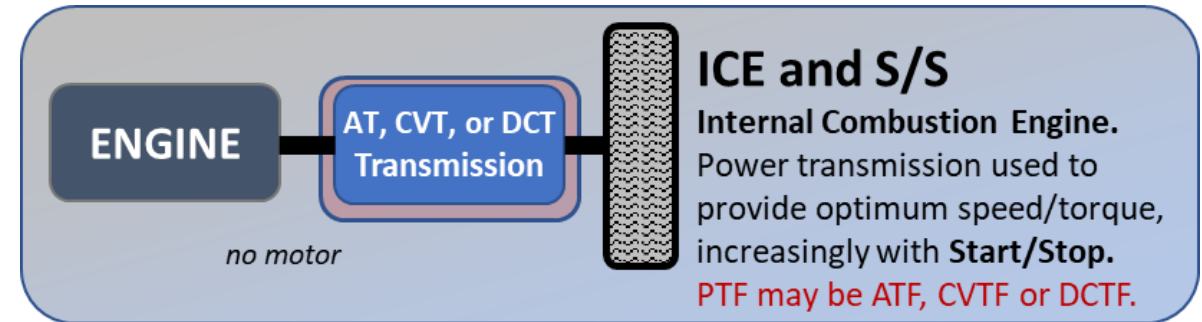 ENGINE
AT, CVT, or DCT
Transmission
no motor
ICE and S/S
Internal Combustion Engine.
Power transmission used to
provide optimum speed/torque,
increasingly with Start/Stop.
PTF may be ATF, CVTF or DCTF.